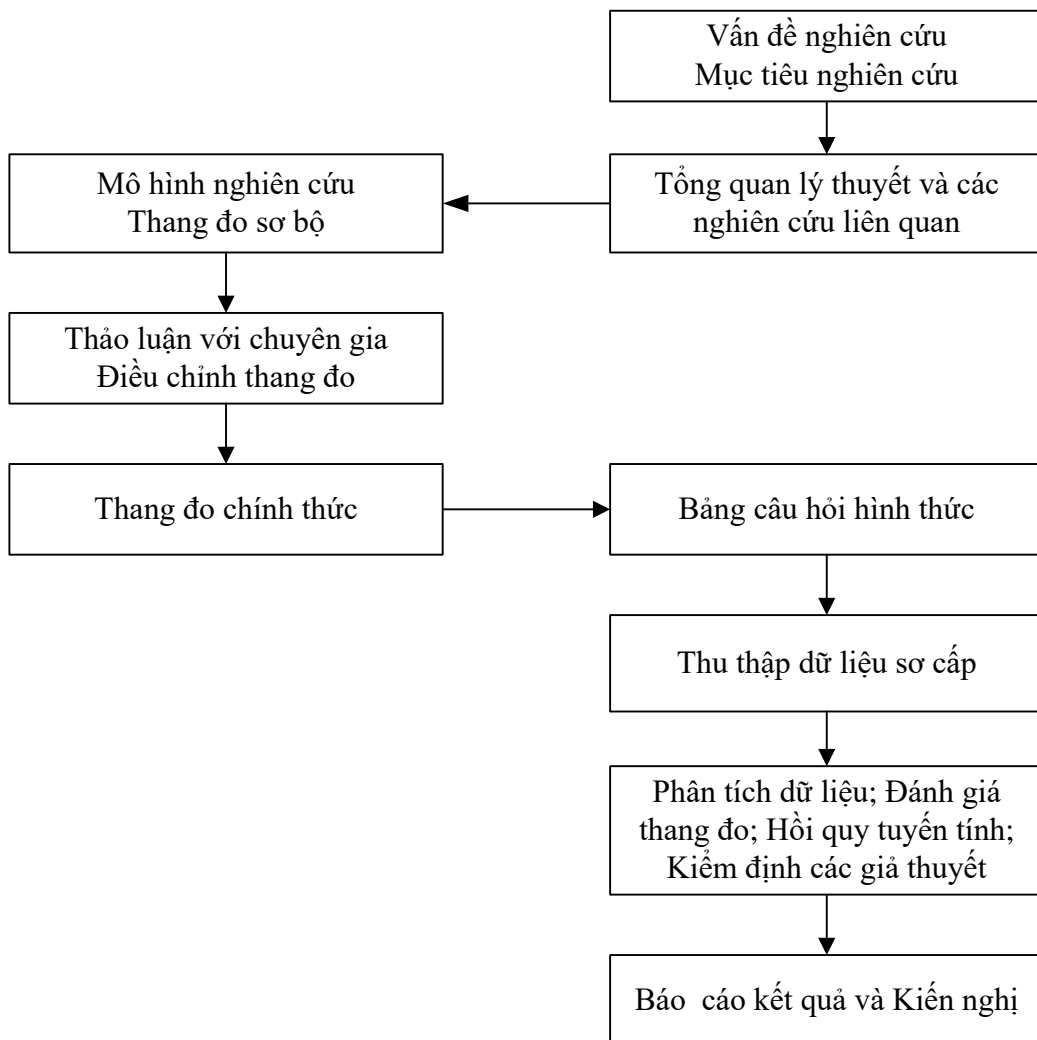 Vấn đề nghiên cứu
Mục tiêu nghiên cứu
Tổng quan lý thuyết và các
nghiên cứu liên quan
Mô hình nghiên cứu
Thang đo sơ bộ
Thảo luận với chuyên gia
Điều chỉnh thang đo
Thang đo chính thức
Bảng câu hỏi hình thức
Thu thập dữ liệu sơ cấp
Phân tích dữ liệu; Đánh giá
thang đo; Hồi quy tuyến tính;
Kiểm định các giả thuyết
Báo cáo kết quả và Kiến nghị